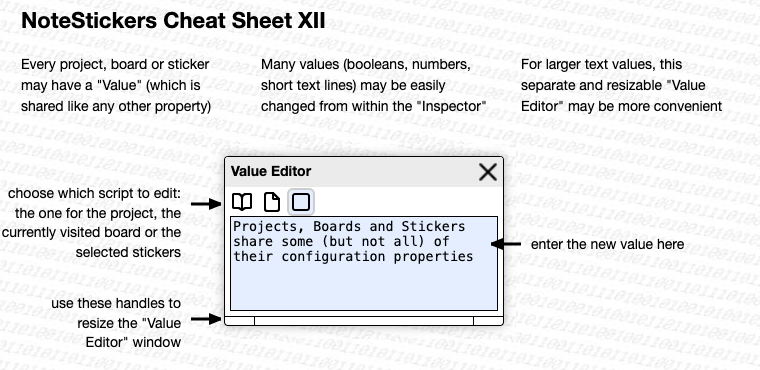 NoteStickers Cheat Sheet XII
Every project, board or sticker
may have a "Value" (which is
shared like any other property)
Many values (booleans, numbers,
short text lines) may be easily
changed from within the "Inspector"
For larger text values, this
separate and resizable "Value
Editor" may be more convenient
Value Editor
choose which script to edit:
the one for the project, the
currently visited board or the
selected stickers
Projects, Boards and Stickers
share some (but not all) of
their configuration properties
enter the new value here
use these handles to
resize the "Value
Editor" window